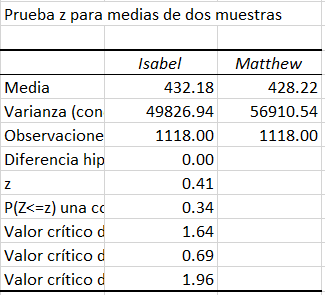 Prueba z para medias de dos muestras
Isabel Matthew
Media 432.18 428.22
Varianza (con 49826.94 56910.54
Observacione 1118.00 1118.00
Diferencia hip 0.00
z 0.41
P(Z<=z) una co 0.34
Valor crítico d 1.64
Valor crítico d 0.69
Valor crítico d 1.96